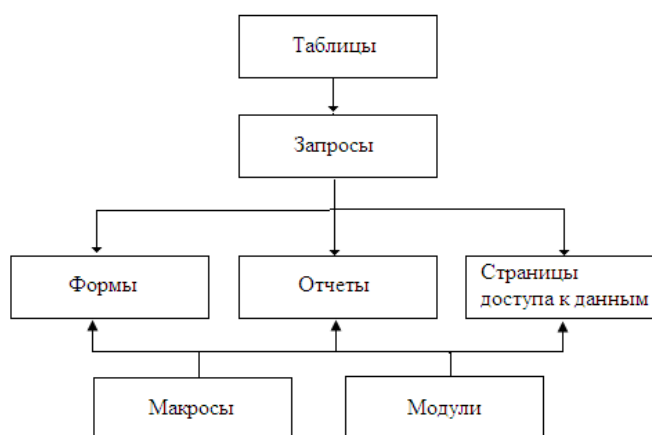 Таблицы
Запросы
Формы
Отчеты
Страницы
доступа к данным
Макросы
Модули